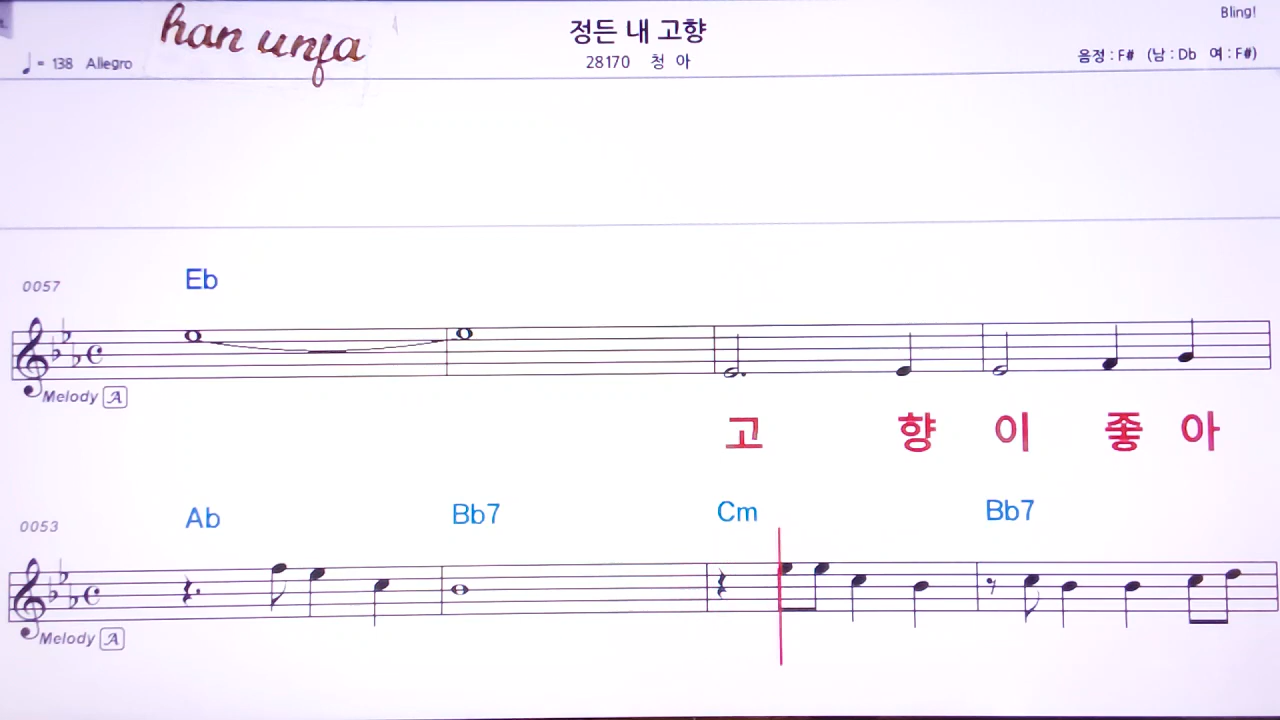 Bling!
han unfa
정든 내 고향
♩ = 138 Allegro
28170 청 아
음정 : F# (남 : Db 여 : F#)
0057
Eb
Melody A
고 향 이 좋 아
0053
Ab Bb7 Cm Bb7
Melody A